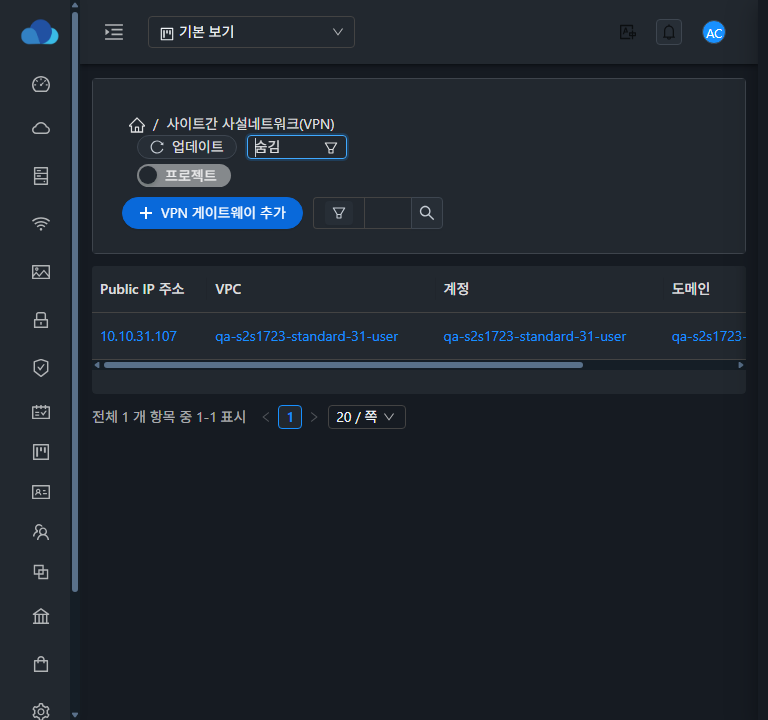 기본 보기
AC
/ 사이트간 사설네트워크(VPN)
업데이트
숨김
프로젝트
VPN 게이트웨이 추가
Public IP 주소 VPC 계정 도메인
10.10.31.107 qa-s2s1723-standard-31-user qa-s2s1723-standard-31-user qa-s2s1723-
전체 1 개 항목 중 1-1 표시 < 1 > 20 / 쪽